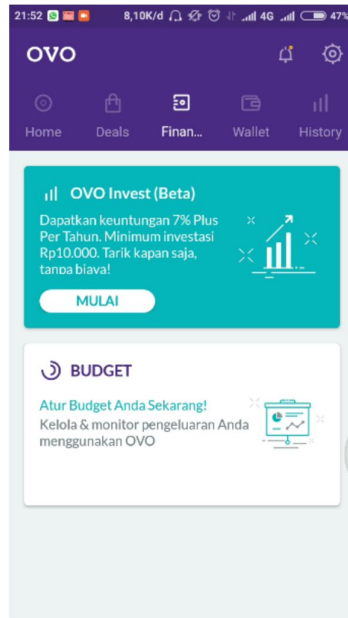 21:52 8,10K/d 4G 47%
OVO
Home Deals Finan... Wallet History
OVO Invest (Beta)
Dapatkan keuntungan 7% Plus
Per Tahun. Minimum investasi
Rp10.000. Tarik kapan saja,
tanpa biaya!
MULAI
BUDGET
Atur Budget Anda Sekarang!
Kelola & monitor pengeluaran Anda
menggunakan OVO